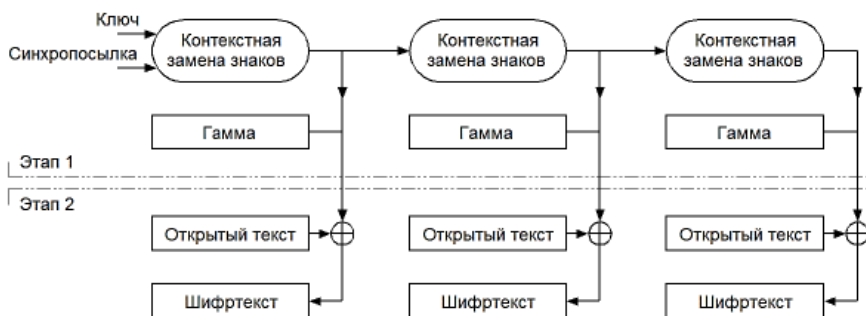 Ключ
Синхропосылка
Контекстная
замена знаков
Контекстная
замена знаков
Контекстная
замена знаков
Гамма
Гамма
Гамма
Этап 1
Этап 2
Открытый текст
Открытый текст
Открытый текст
Шифртекст
Шифртекст
Шифртекст